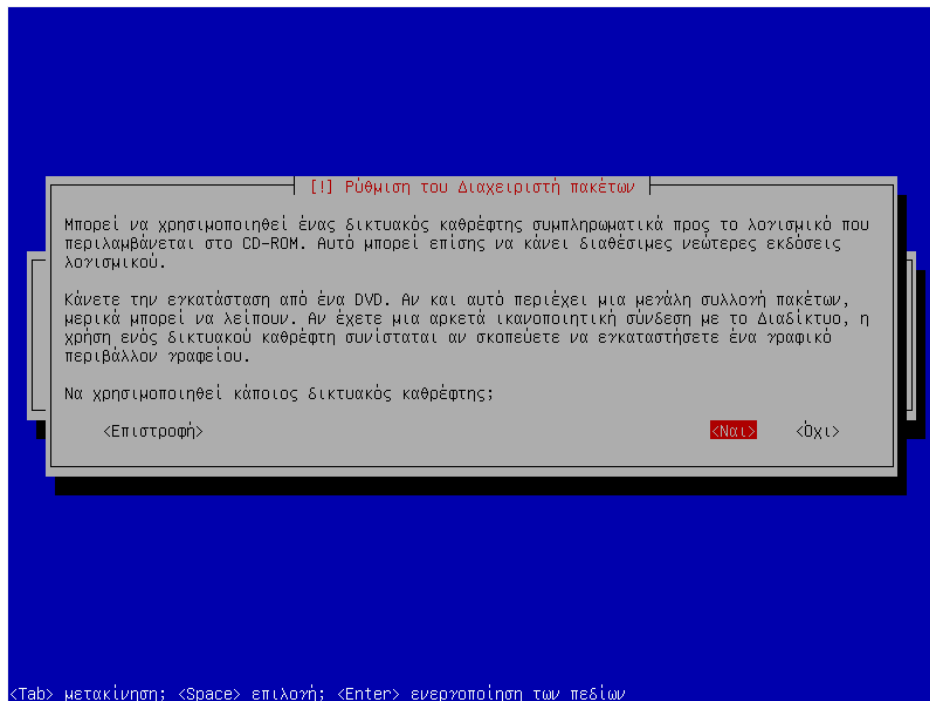 [!] Ρύθμιση του Διαχειριστή πακέτων
Μπορεί να χρησιμοποιηθεί ένας δικτυακός καθρέφτης συμπληρωματικά προς το λογισμικό που
περιλαμβάνεται στο CD-ROM. Αυτό μπορεί επίσης να κάνει διαθέσιμες νεώτερες εκδόσεις
λογισμικού.
Κάνετε την εγκατάσταση από ένα DVD. Αν και αυτό περιέχει μια μεγάλη συλλογή πακέτων,
μερικά μπορεί να λείπουν. Αν έχετε μια αρκετά ικανοποιητική σύνδεση με το Διαδίκτυο, η
χρήση ενός δικτυακού καθρέφτη συνίσταται αν σκοπεύετε να εγκαταστήσετε ένα γραφικό
περιβάλλον γραφείου.
Να χρησιμοποιηθεί κάποιος δικτυακός καθρέφτης;
<Επιστροφή> <Ναι> <Όχι>
<Tab> μετακίνηση; <Space> επιλογή; <Enter> ενεργοποίηση των πεδίων